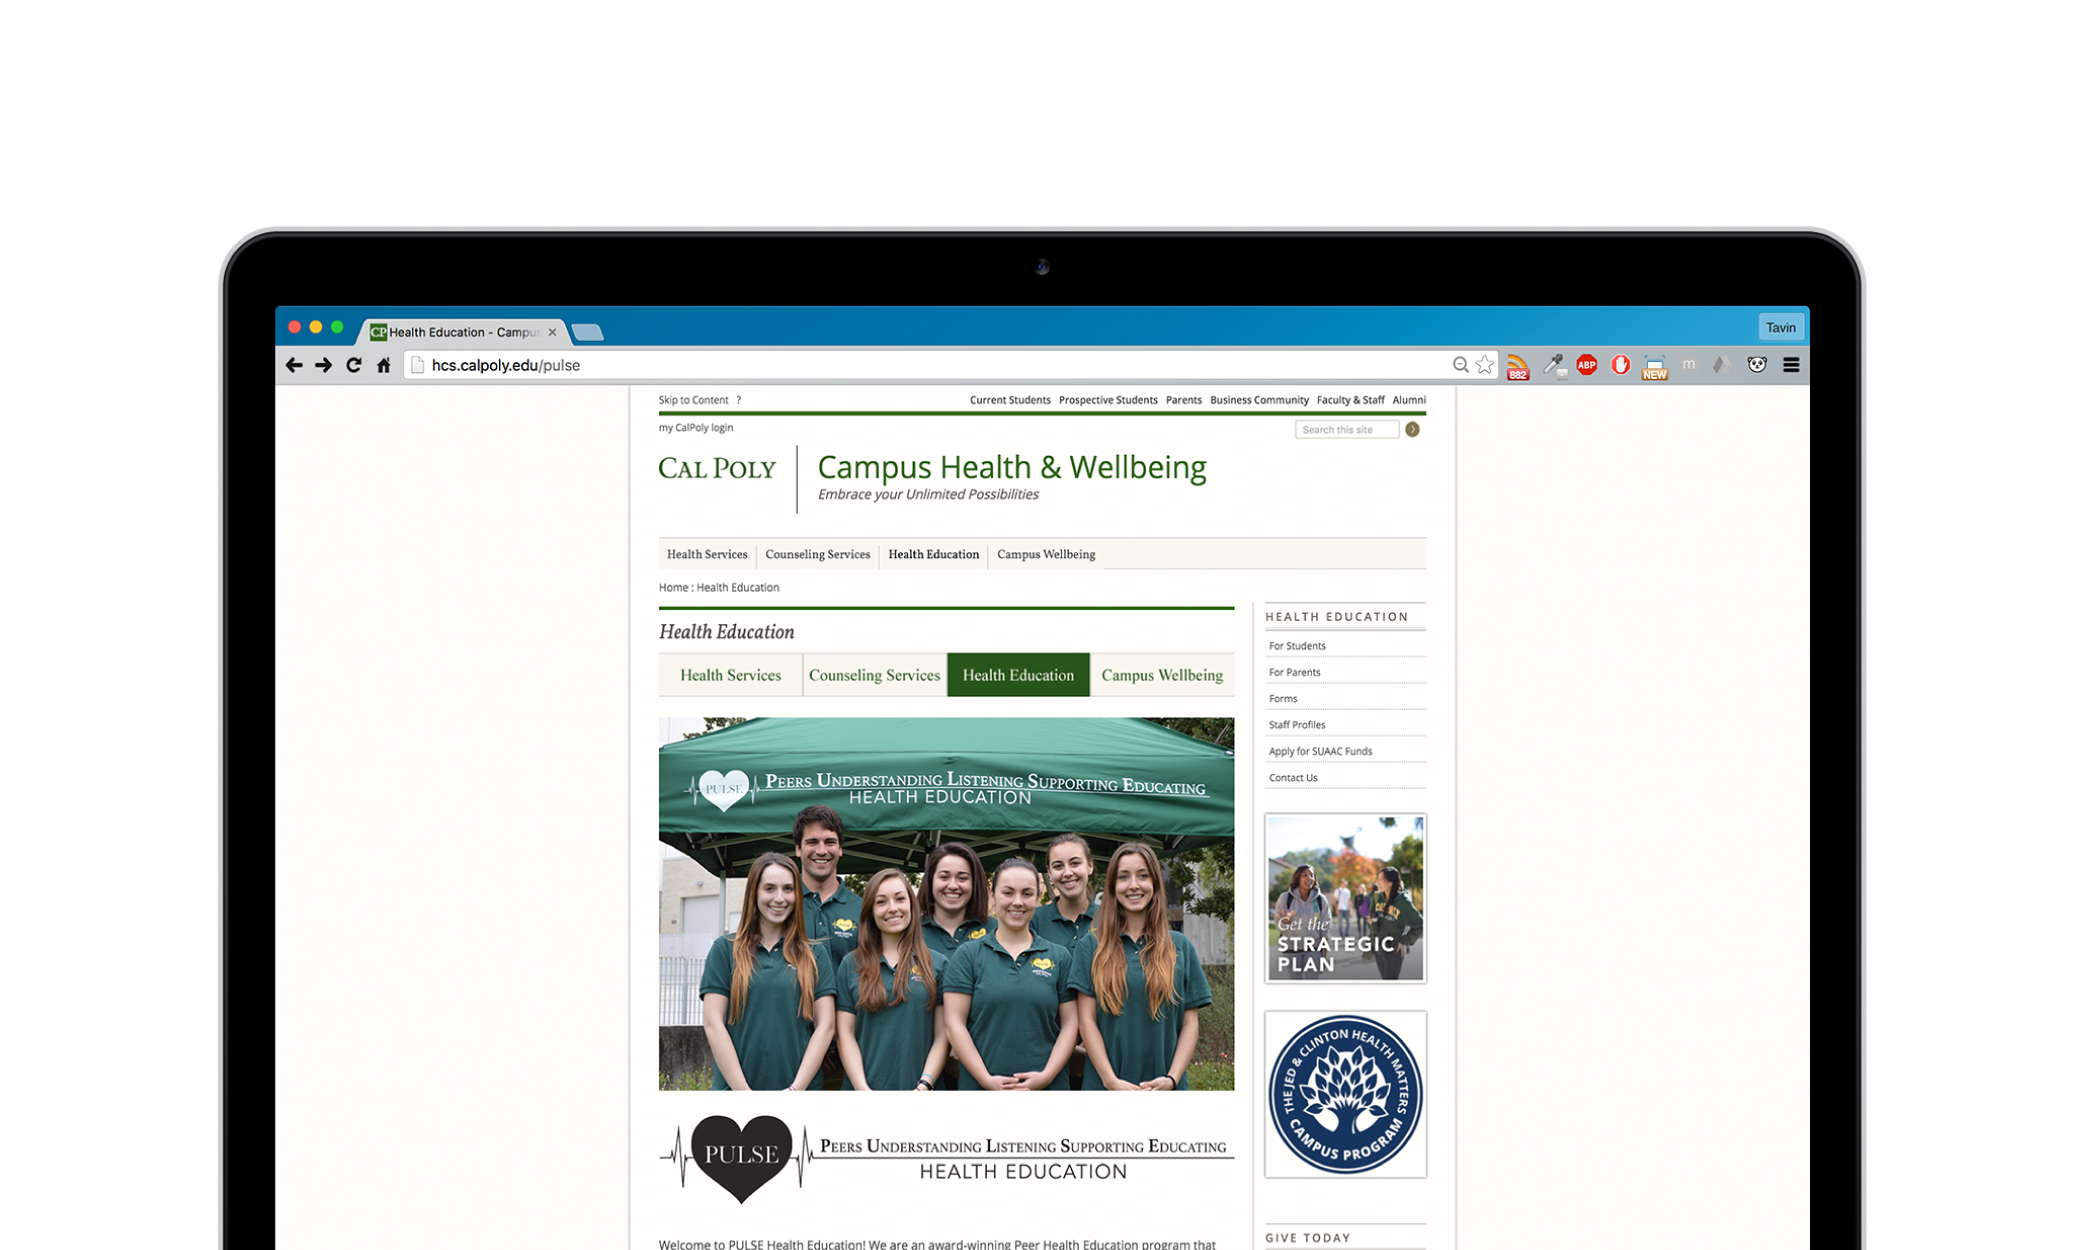 CP Health Education - Campus
Tavin
hcs.calpoly.edu/pulse
882
ABP
NEW
m
Skip to Content ?
Current Students Prospective Students Parents Business Community Faculty & Staff Alumni
my CalPoly login
Search this site
CAL POLY
Campus Health & Wellbeing
Embrace your Unlimited Possibilities
Health Services Counseling Services Health Education Campus Wellbeing
Home : Health Education
Health Education
Health Services Counseling Services Health Education Campus Wellbeing
PULSE
PEERS UNDERSTANDING LISTENING SUPPORTING EDUCATING
HEALTH EDUCATION
PULSE
PEERS UNDERSTANDING LISTENING SUPPORTING EDUCATING
HEALTH EDUCATION
Welcome to PULSE Health Education! We are an award-winning Peer Health Education program that
HEALTH EDUCATION
For Students
For Parents
Forms
Staff Profiles
Apply for SUAAC Funds
Contact Us
Get the
STRATEGIC
PLAN
THE JED & CLINTON HEALTH MATTERS
CAMPUS PROGRAM
GIVE TODAY